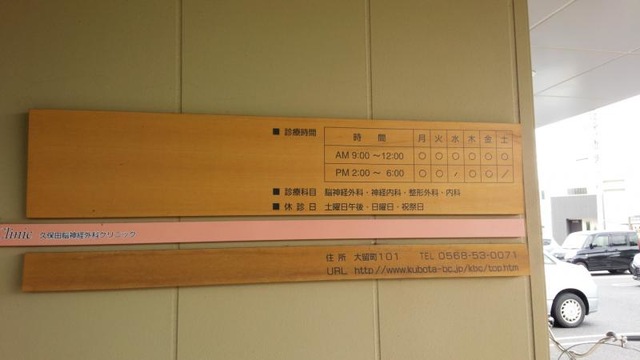 ■ 診療時間
時 間 月 火 水 木 金 土
AM 9:00 ～ 12:00 ○ ○ ○ ○ ○ ○
PM 2:00 ～ 6:00 ○ ○ / ○ ○ /
■ 診療科目 脳神経外科・神経内科・整形外科・内科
■ 休 診 日 土曜日午後・日曜日・祝祭日
Clinic 久保田脳神経外科クリニック
住 所 大留町101 TEL 0568-53-0071
URL http://www.kubota-bc.jp/kbc/top.htm